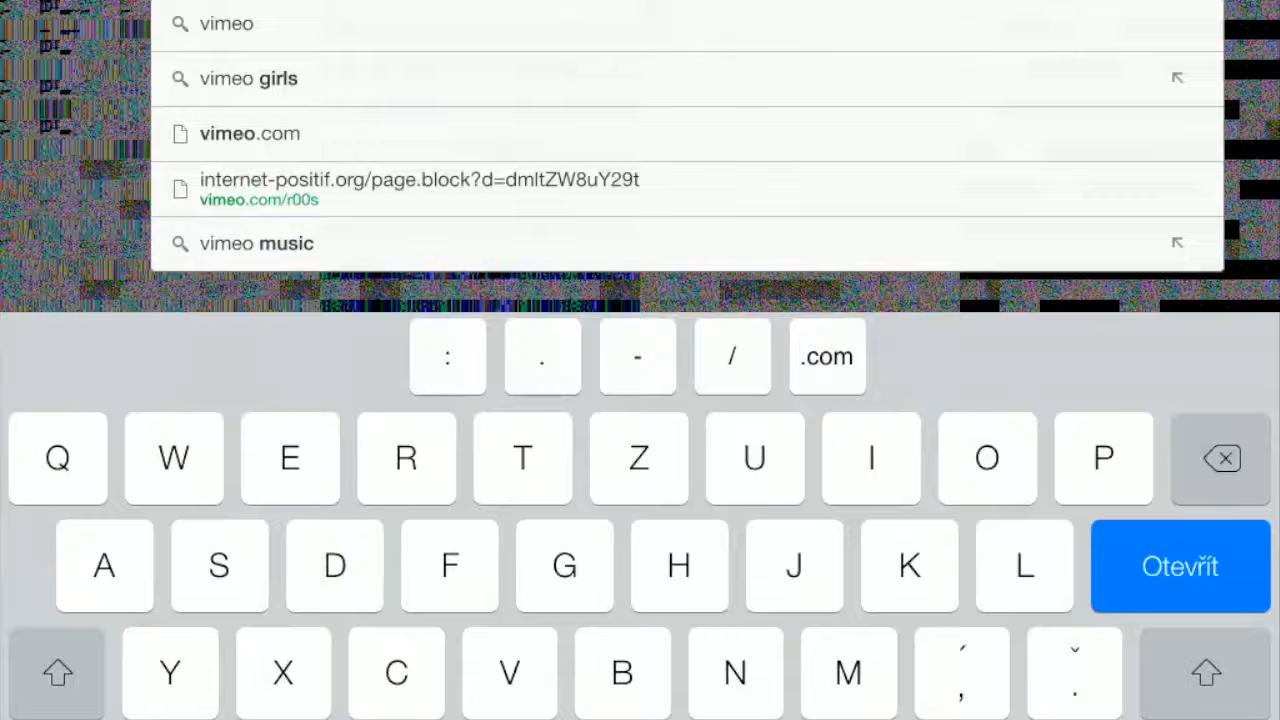 vimeo
vimeo girls
vimeo.com
internet-positif.org/page.block?d=dmltZW8uY29t
vimeo.com/r00s
vimeo music
: . - / .com
Q W E R T Z U I O P
A S D F G H J K L Otevřít
Y X C V B N M ´ , ˇ .